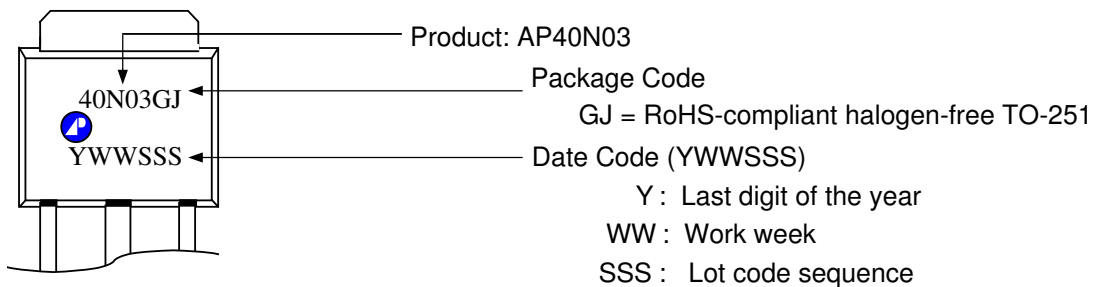 Product: AP40N03
Package Code
40N03GJ
GJ = RoHS-compliant halogen-free TO-251
AP
YWWSSS
Date Code (YWWSSS)
Y : Last digit of the year
WW : Work week
SSS : Lot code sequence